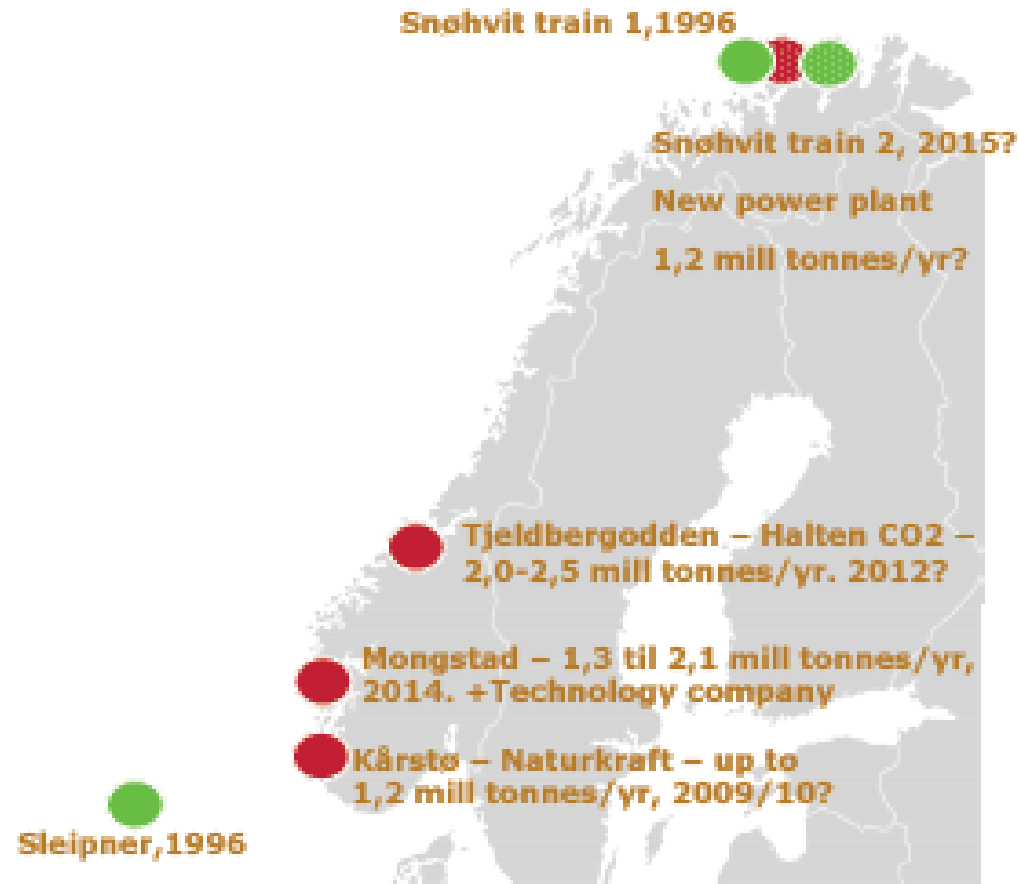 Snøhvit train 1,1996
Snøhvit train 2, 2015?
New power plant
1,2 mill tonnes/yr?
Tjeldbergodden – Halten CO2 –
2,0-2,5 mill tonnes/yr. 2012?
Mongstad – 1,3 til 2,1 mill tonnes/yr,
2014. +Technology company
Kårstø – Naturkraft – up to
1,2 mill tonnes/yr, 2009/10?
Sleipner,1996